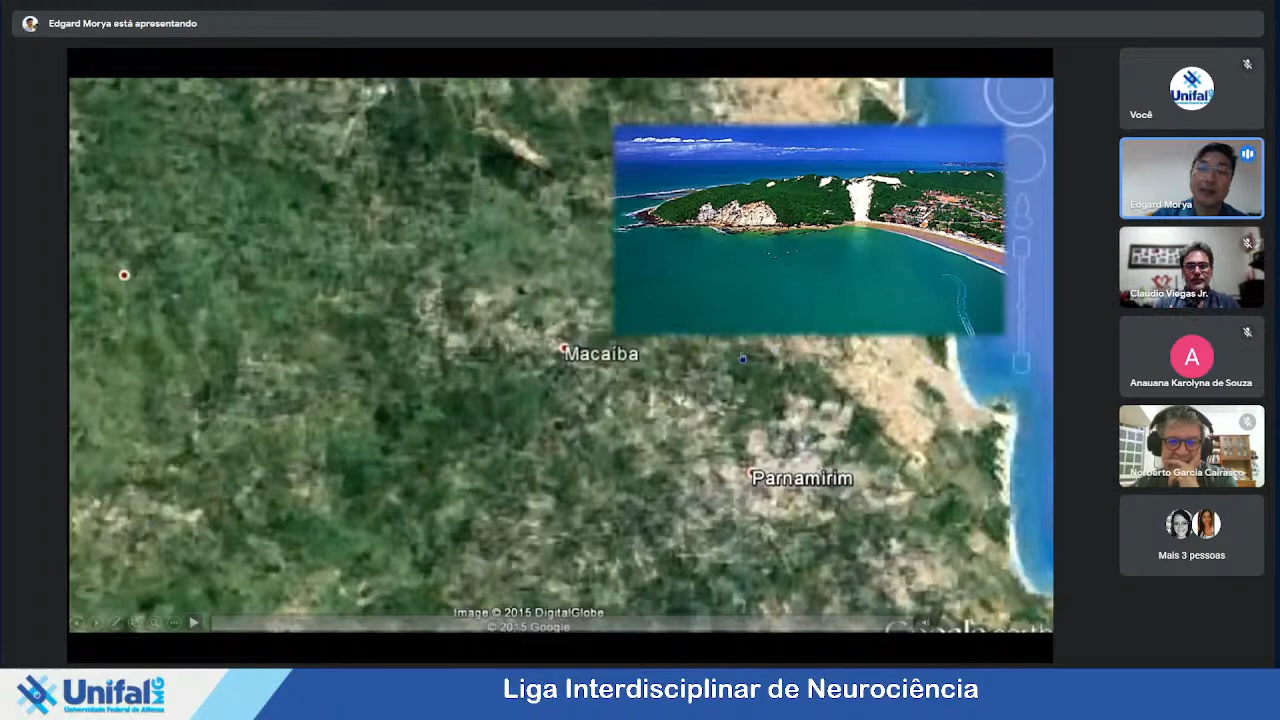 Edgard Morya está apresentando
Você
Edgard Morya
Claudio Viegas Jr.
A
Anauana Karolyna de Souza
Norberto Garcia Cairasco
Mais 3 pessoas
Macaíba
Parnamirim
Image © 2015 DigitalGlobe
© 2015 Google
Google earth
Unifal
Unifal MG
Universidade Federal de Alfenas
Liga Interdisciplinar de Neurociência